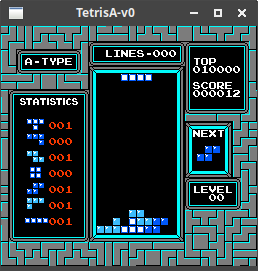 TetrisA-v0
LINES-000
A-TYPE
TOP
010000
SCORE
000012
STATISTICS
001
000
001
000
001
001
001
NEXT
LEVEL
00